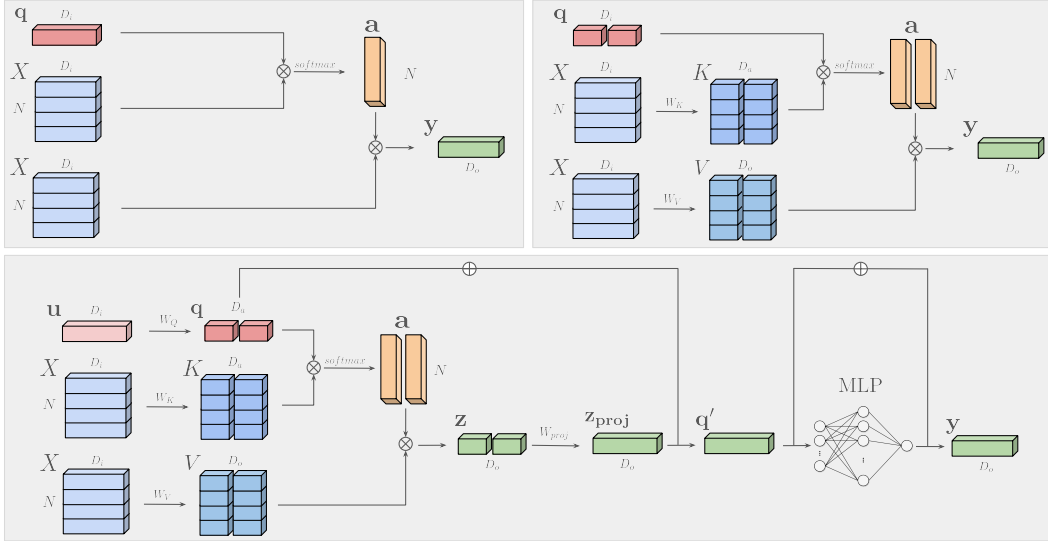 q D_i
X D_i
N
softmax
a
N
X D_i
N
y
D_o
q D_i
X D_i
N
W_K
K D_a
softmax
a
N
X D_i
N
W_V
V D_o
y
D_o
u D_i
W_Q
q D_a
X D_i
N
W_K
K D_a
softmax
a
N
X D_i
N
W_V
V D_o
z
D_o
W_proj
z_proj
D_o
q′
MLP
y
D_o